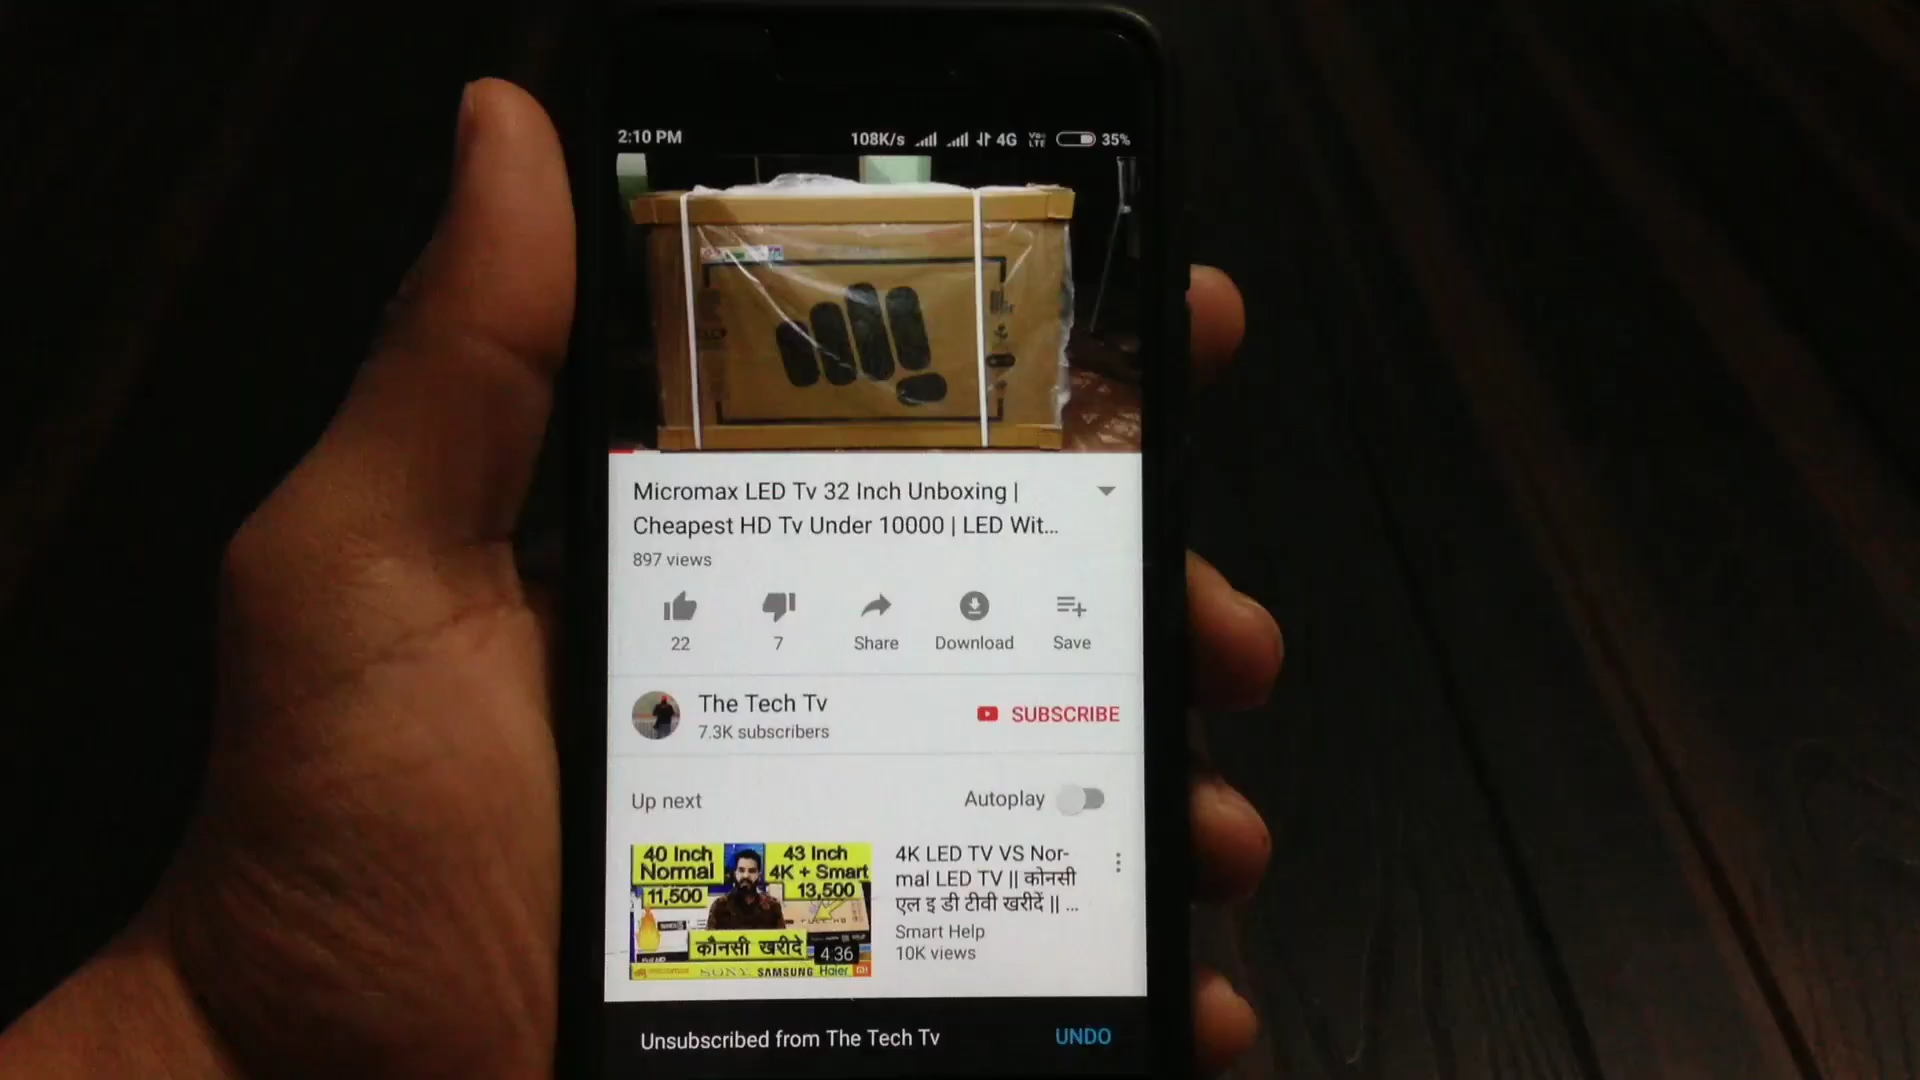 2:10 PM 108K/s 4G VoLTE 35%
Micromax LED Tv 32 Inch Unboxing |
Cheapest HD Tv Under 10000 | LED Wit...
897 views
22 7 Share Download Save
The Tech Tv
7.3K subscribers
SUBSCRIBE
Up next
Autoplay
40 Inch
Normal
11,500
43 Inch
4K + Smart
13,500
कौनसी खरीदे
4:36
SONY SAMSUNG Haier mi
4K LED TV VS Nor-
mal LED TV || कोनसी
एल इ डी टीवी खरीदें || ...
Smart Help
10K views
Unsubscribed from The Tech Tv
UNDO